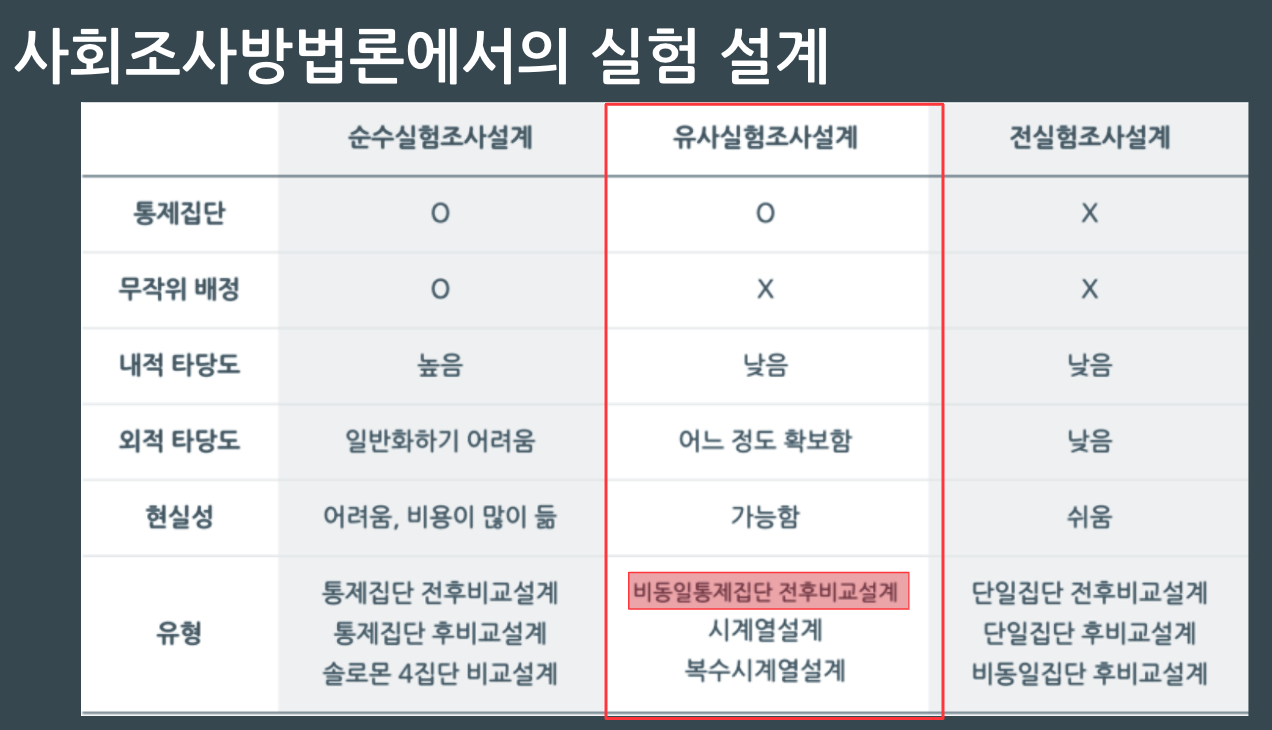 사회조사방법론에서의 실험 설계
순수실험조사설계 유사실험조사설계 전실험조사설계
통제집단 O O X
무작위 배정 O X X
내적 타당도 높음 낮음 낮음
외적 타당도 일반화하기 어려움 어느 정도 확보함 낮음
현실성 어려움, 비용이 많이 듦 가능함 쉬움
통제집단 전후비교설계 비동일통제집단 전후비교설계 단일집단 전후비교설계
유형 통제집단 후비교설계 시계열설계 단일집단 후비교설계
솔로몬 4집단 비교설계 복수시계열설계 비동일집단 후비교설계